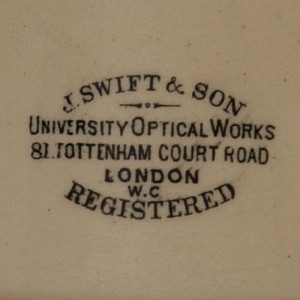 J. SWIFT & SON
UNIVERSITY OPTICAL WORKS
81. TOTTENHAM COURT ROAD
LONDON
W.C
REGISTERED